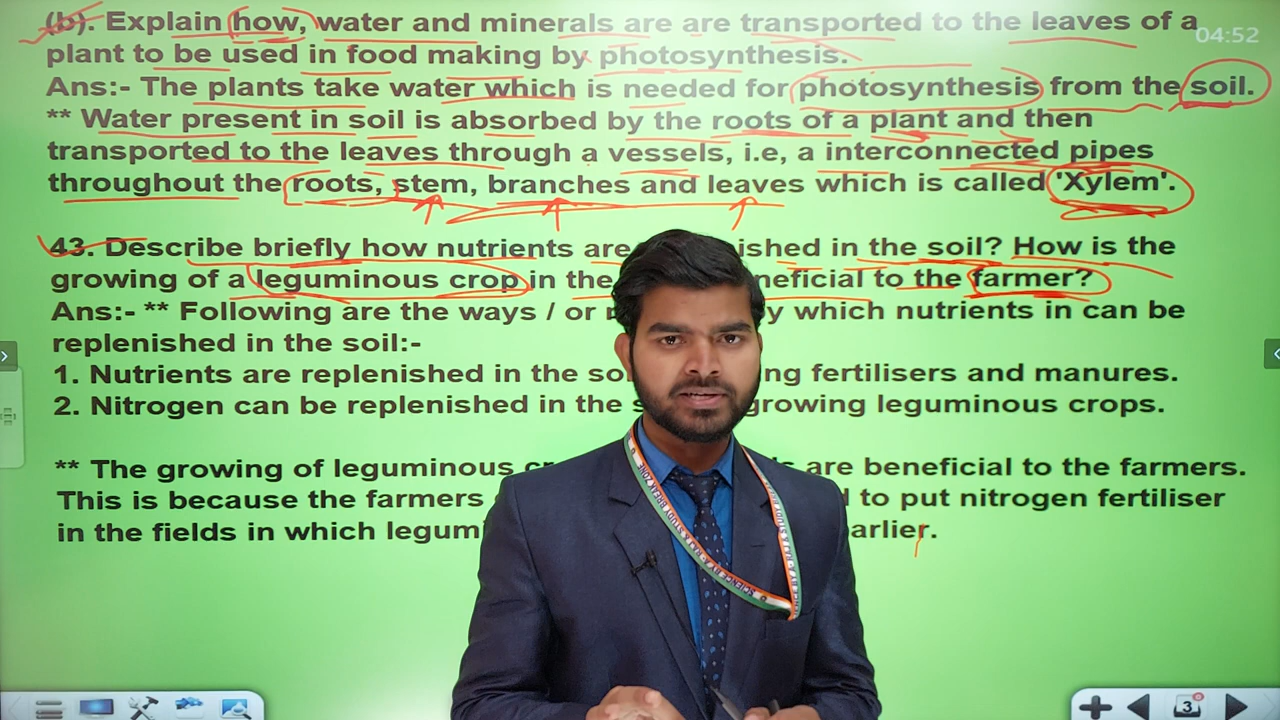 (b). Explain how, water and minerals are are transported to the leaves of a
04:52
plant to be used in food making by photosynthesis.
Ans:- The plants take water which is needed for photosynthesis from the soil.
** Water present in soil is absorbed by the roots of a plant and then
transported to the leaves through a vessels, i.e, a interconnected pipes
throughout the roots, stem, branches and leaves which is called 'Xylem'.
43. Describe briefly how nutrients are ished in the soil? How is the
growing of a leguminous crop in the neficial to the farmer?
Ans:- ** Following are the ways / or y which nutrients in can be
replenished in the soil:-
1. Nutrients are replenished in the so ng fertilisers and manures.
2. Nitrogen can be replenished in the s growing leguminous crops.
** The growing of leguminous cr s are beneficial to the farmers.
This is because the farmers d to put nitrogen fertiliser
in the fields in which legum arlier.
3